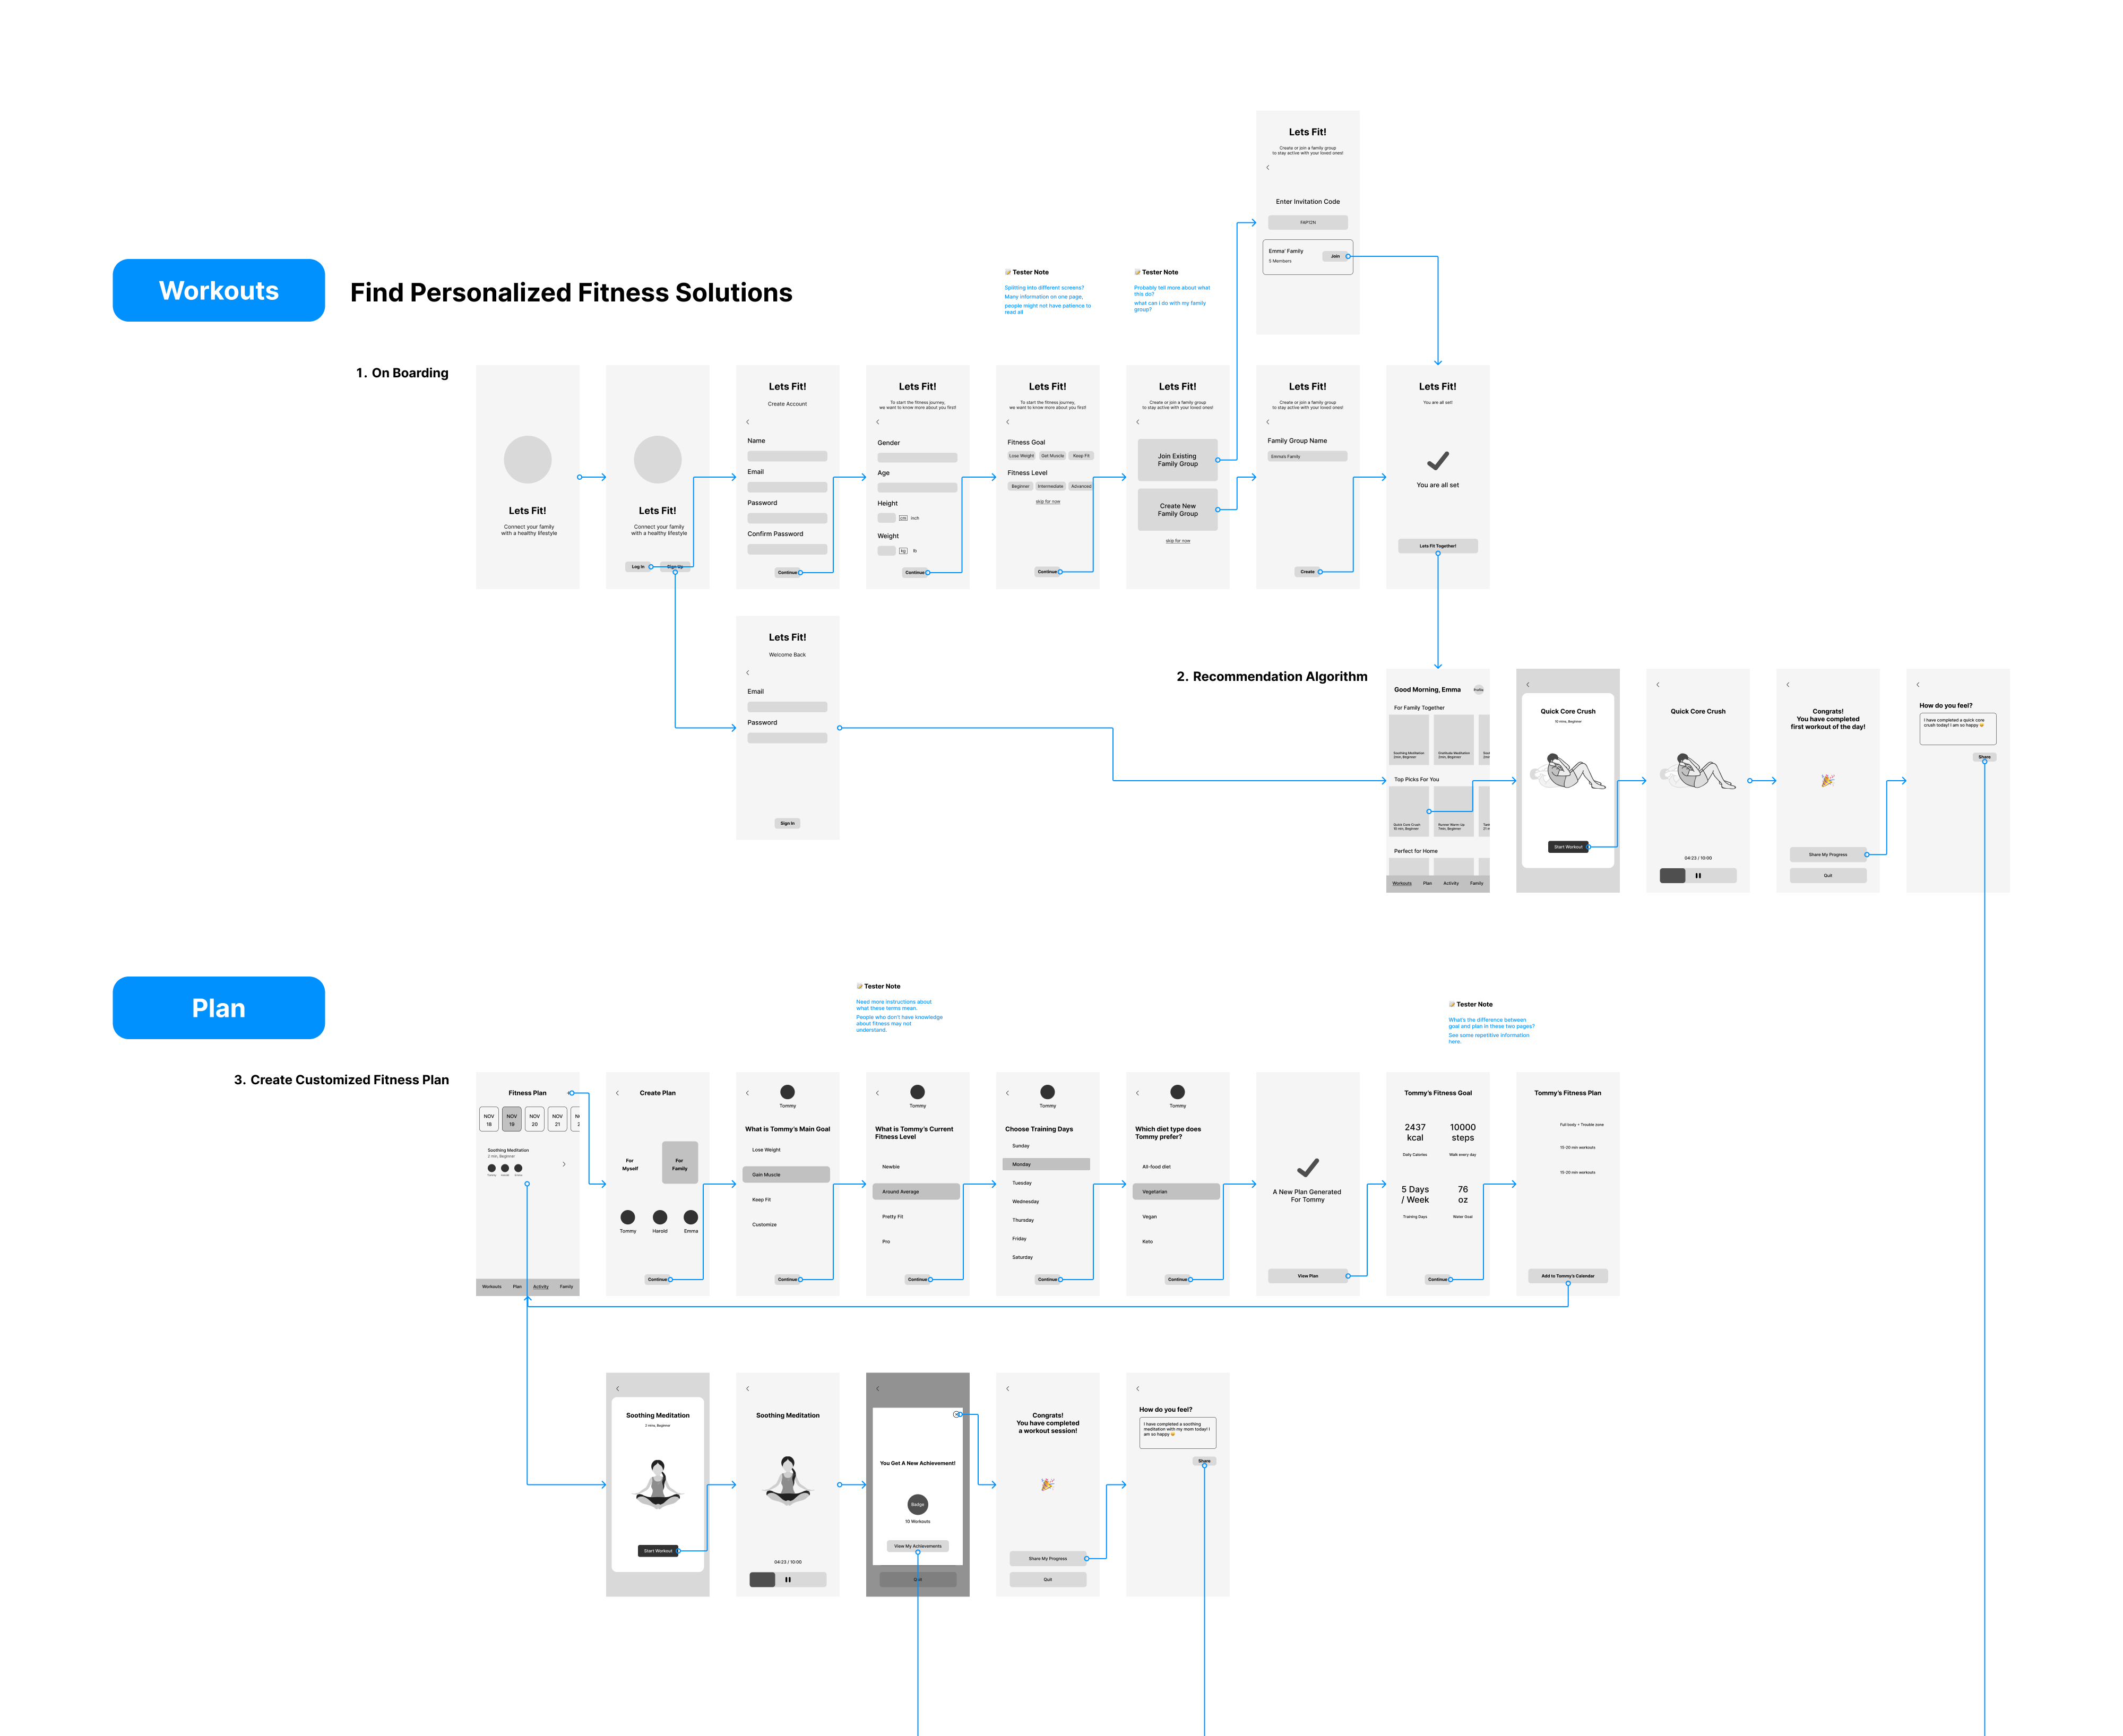 Lets Fit!
Create or join a family group
to stay active with your loved ones!
Enter Invitation Code
Emma' Family
5 Members
Join
Workouts
Find Personalized Fitness Solutions
Tester Note
Splitting into different screens?
Many information on one page,
people might not have patience to
read all
Tester Note
Probably tell more about what
this do?
what can I do with my family
group?
1. On Boarding
Lets Fit!
Connect your family
with a healthy lifestyle
Lets Fit!
Connect your family
with a healthy lifestyle
Log In
Sign Up
Lets Fit!
Create Account
Name
Email
Password
Confirm Password
Continue
Lets Fit!
To start the fitness journey,
we want to know more about you first!
Gender
Age
Height
cm
inch
Weight
kg
lb
Continue
Lets Fit!
To start the fitness journey,
we want to know more about you first!
Fitness Goal
Lose Weight
Get Muscle
Keep Fit
Fitness Level
Beginner
Intermediate
Advanced
skip for now
Continue
Lets Fit!
Create or join a family group
to stay active with your loved ones!
Join Existing
Family Group
Create New
Family Group
skip for now
Lets Fit!
Create or join a family group
to stay active with your loved ones!
Family Group Name
Emma's Family
Create
Lets Fit!
You are all set!
You are all set
Lets Fit Together!
Lets Fit!
Welcome Back
Email
Password
Sign In
2. Recommendation Algorithm
Good Morning, Emma
Profile
For Family Together
Soothing Meditation
2min, Beginner
Gratitude Meditation
2min, Beginner
Top Picks For You
Quick Core Crush
10 min, Beginner
Runner Warm-Up
7min, Beginner
Perfect for Home
Workouts
Plan
Activity
Family
Quick Core Crush
10 mins, Beginner
Start Workout
Quick Core Crush
04:23 / 10:00
Congrats!
You have completed
first workout of the day!
Share My Progress
Quit
How do you feel?
I have completed a quick core
crush today! I am so happy 😊
Share
Plan
Tester Note
Need more instructions about
what these terms mean.
People who don't have knowledge
about fitness may not
understand.
Tester Note
What's the difference between
goal and plan in these two pages?
See some repetitive information
here.
3. Create Customized Fitness Plan
Fitness Plan
NOV
18
NOV
19
NOV
20
NOV
21
Soothing Meditation
2 min, Beginner
Workouts
Plan
Activity
Family
Create Plan
For
Myself
For
Family
Tommy
Harold
Emma
Continue
Tommy
What is Tommy's Main Goal
Lose Weight
Gain Muscle
Keep Fit
Customize
Continue
Tommy
What is Tommy's Current
Fitness Level
Newbie
Around Average
Pretty Fit
Pro
Continue
Tommy
Choose Training Days
Sunday
Monday
Tuesday
Wednesday
Thursday
Friday
Saturday
Continue
Tommy
Which diet type does
Tommy prefer?
All-food diet
Vegetarian
Vegan
Keto
Continue
A New Plan Generated
For Tommy
View Plan
Tommy's Fitness Goal
2437
kcal
Daily Calories
10000
steps
Walk every day
5 Days
/ Week
Training Days
76
oz
Water Goal
Continue
Tommy's Fitness Plan
Full body + Trouble zone
15-20 min workouts
15-20 min workouts
Add to Tommy's Calendar
Soothing Meditation
2 mins, Beginner
Start Workout
Soothing Meditation
04:23 / 10:00
You Get A New Achievement!
Badge
10 Workouts
View My Achievements
Quit
Congrats!
You have completed
a workout session!
Share My Progress
Quit
How do you feel?
I have completed a soothing
meditation with my mom today! I
am so happy 😊
Share